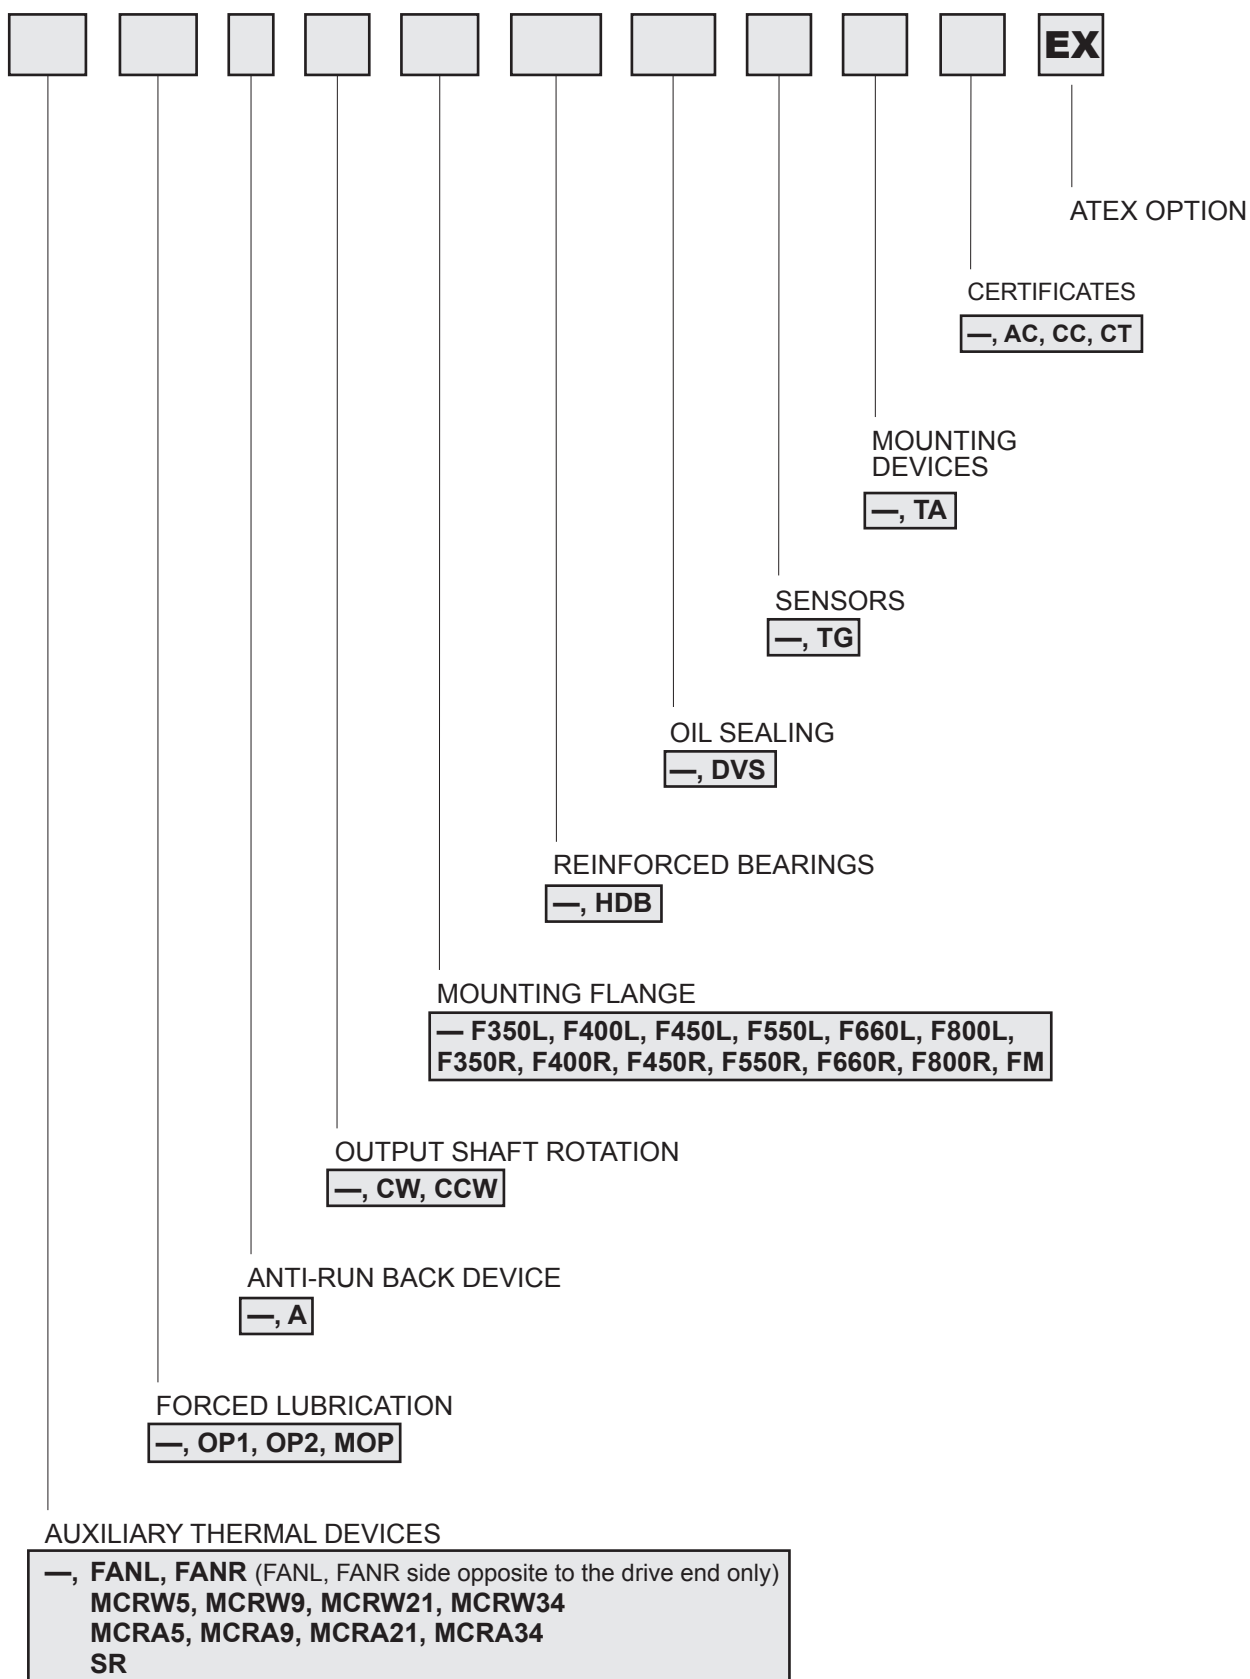 EX
ATEX OPTION
CERTIFICATES
—, AC, CC, CT
MOUNTING
DEVICES
—, TA
SENSORS
—, TG
OIL SEALING
—, DVS
REINFORCED BEARINGS
—, HDB
MOUNTING FLANGE
— F350L, F400L, F450L, F550L, F660L, F800L,
F350R, F400R, F450R, F550R, F660R, F800R, FM
OUTPUT SHAFT ROTATION
—, CW, CCW
ANTI-RUN BACK DEVICE
—, A
FORCED LUBRICATION
—, OP1, OP2, MOP
AUXILIARY THERMAL DEVICES
—, FANL, FANR (FANL, FANR side opposite to the drive end only)
MCRW5, MCRW9, MCRW21, MCRW34
MCRA5, MCRA9, MCRA21, MCRA34
SR